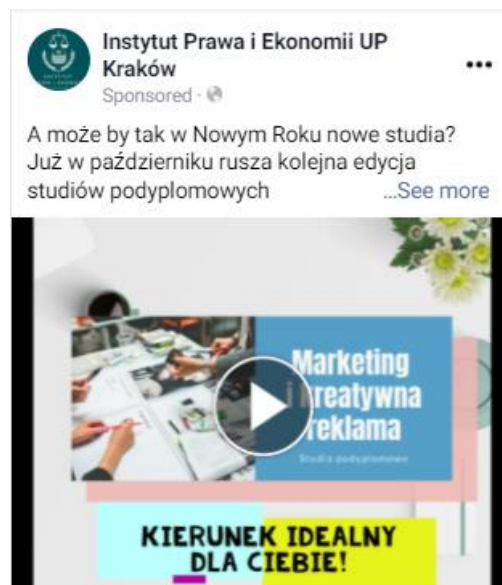 Instytut Prawa i Ekonomii UP
Kraków
Sponsored ·
A może by tak w Nowym Roku nowe studia?
Już w październiku rusza kolejna edycja
studiów podyplomowych ...See more
Marketing
i kreatywna
reklama
Studia podyplomowe
KIERUNEK IDEALNY
DLA CIEBIE!